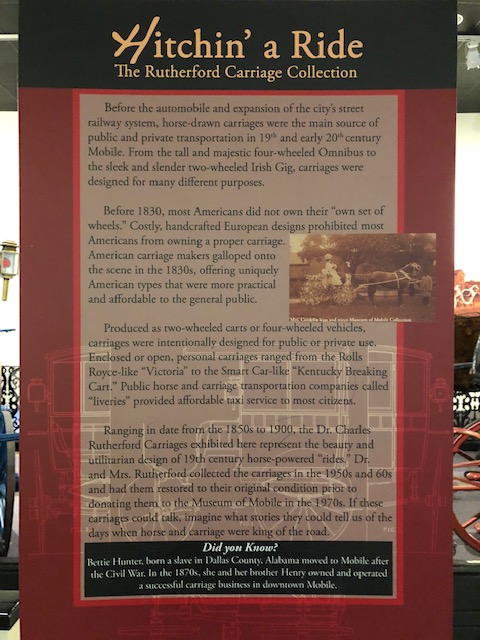 Hitchin' a Ride
The Rutherford Carriage Collection
Before the automobile and expansion of the city's street
railway system, horse-drawn carriages were the main source of
public and private transportation in 19th and early 20th century
Mobile. From the tall and majestic four-wheeled Omnibus to
the sleek and slender two-wheeled Irish Gig, carriages were
designed for many different purposes.
Before 1830, most Americans did not own their "own set of
wheels." Costly, handcrafted European designs prohibited most
Americans from owning a proper carriage.
American carriage makers galloped onto
the scene in the 1830s, offering uniquely
American types that were more practical
and affordable to the general public.
Mrs. Cordelia and niece Museum of Mobile Collection
Produced as two-wheeled carts or four-wheeled vehicles,
carriages were intentionally designed for public or private use.
Enclosed or open, personal carriages ranged from the Rolls
Royce-like "Victoria" to the Smart Car-like "Kentucky Breaking
Cart." Public horse and carriage transportation companies called
"liveries" provided affordable taxi service to most citizens.
Ranging in date from the 1850s to 1900, the Dr. Charles
Rutherford Carriages exhibited here represent the beauty and
utilitarian design of 19th century horse-powered "rides." Dr.
and Mrs. Rutherford collected the carriages in the 1950s and 60s
and had them restored to their original condition prior to
donating them to the Museum of Mobile in the 1970s. If these
carriages could talk, imagine what stories they could tell us of the
days when horse and carriage were king of the road.
Did you Know?
Bettie Hunter, born a slave in Dallas County, Alabama moved to Mobile after
the Civil War. In the 1870s, she and her brother Henry owned and operated
a successful carriage business in downtown Mobile.